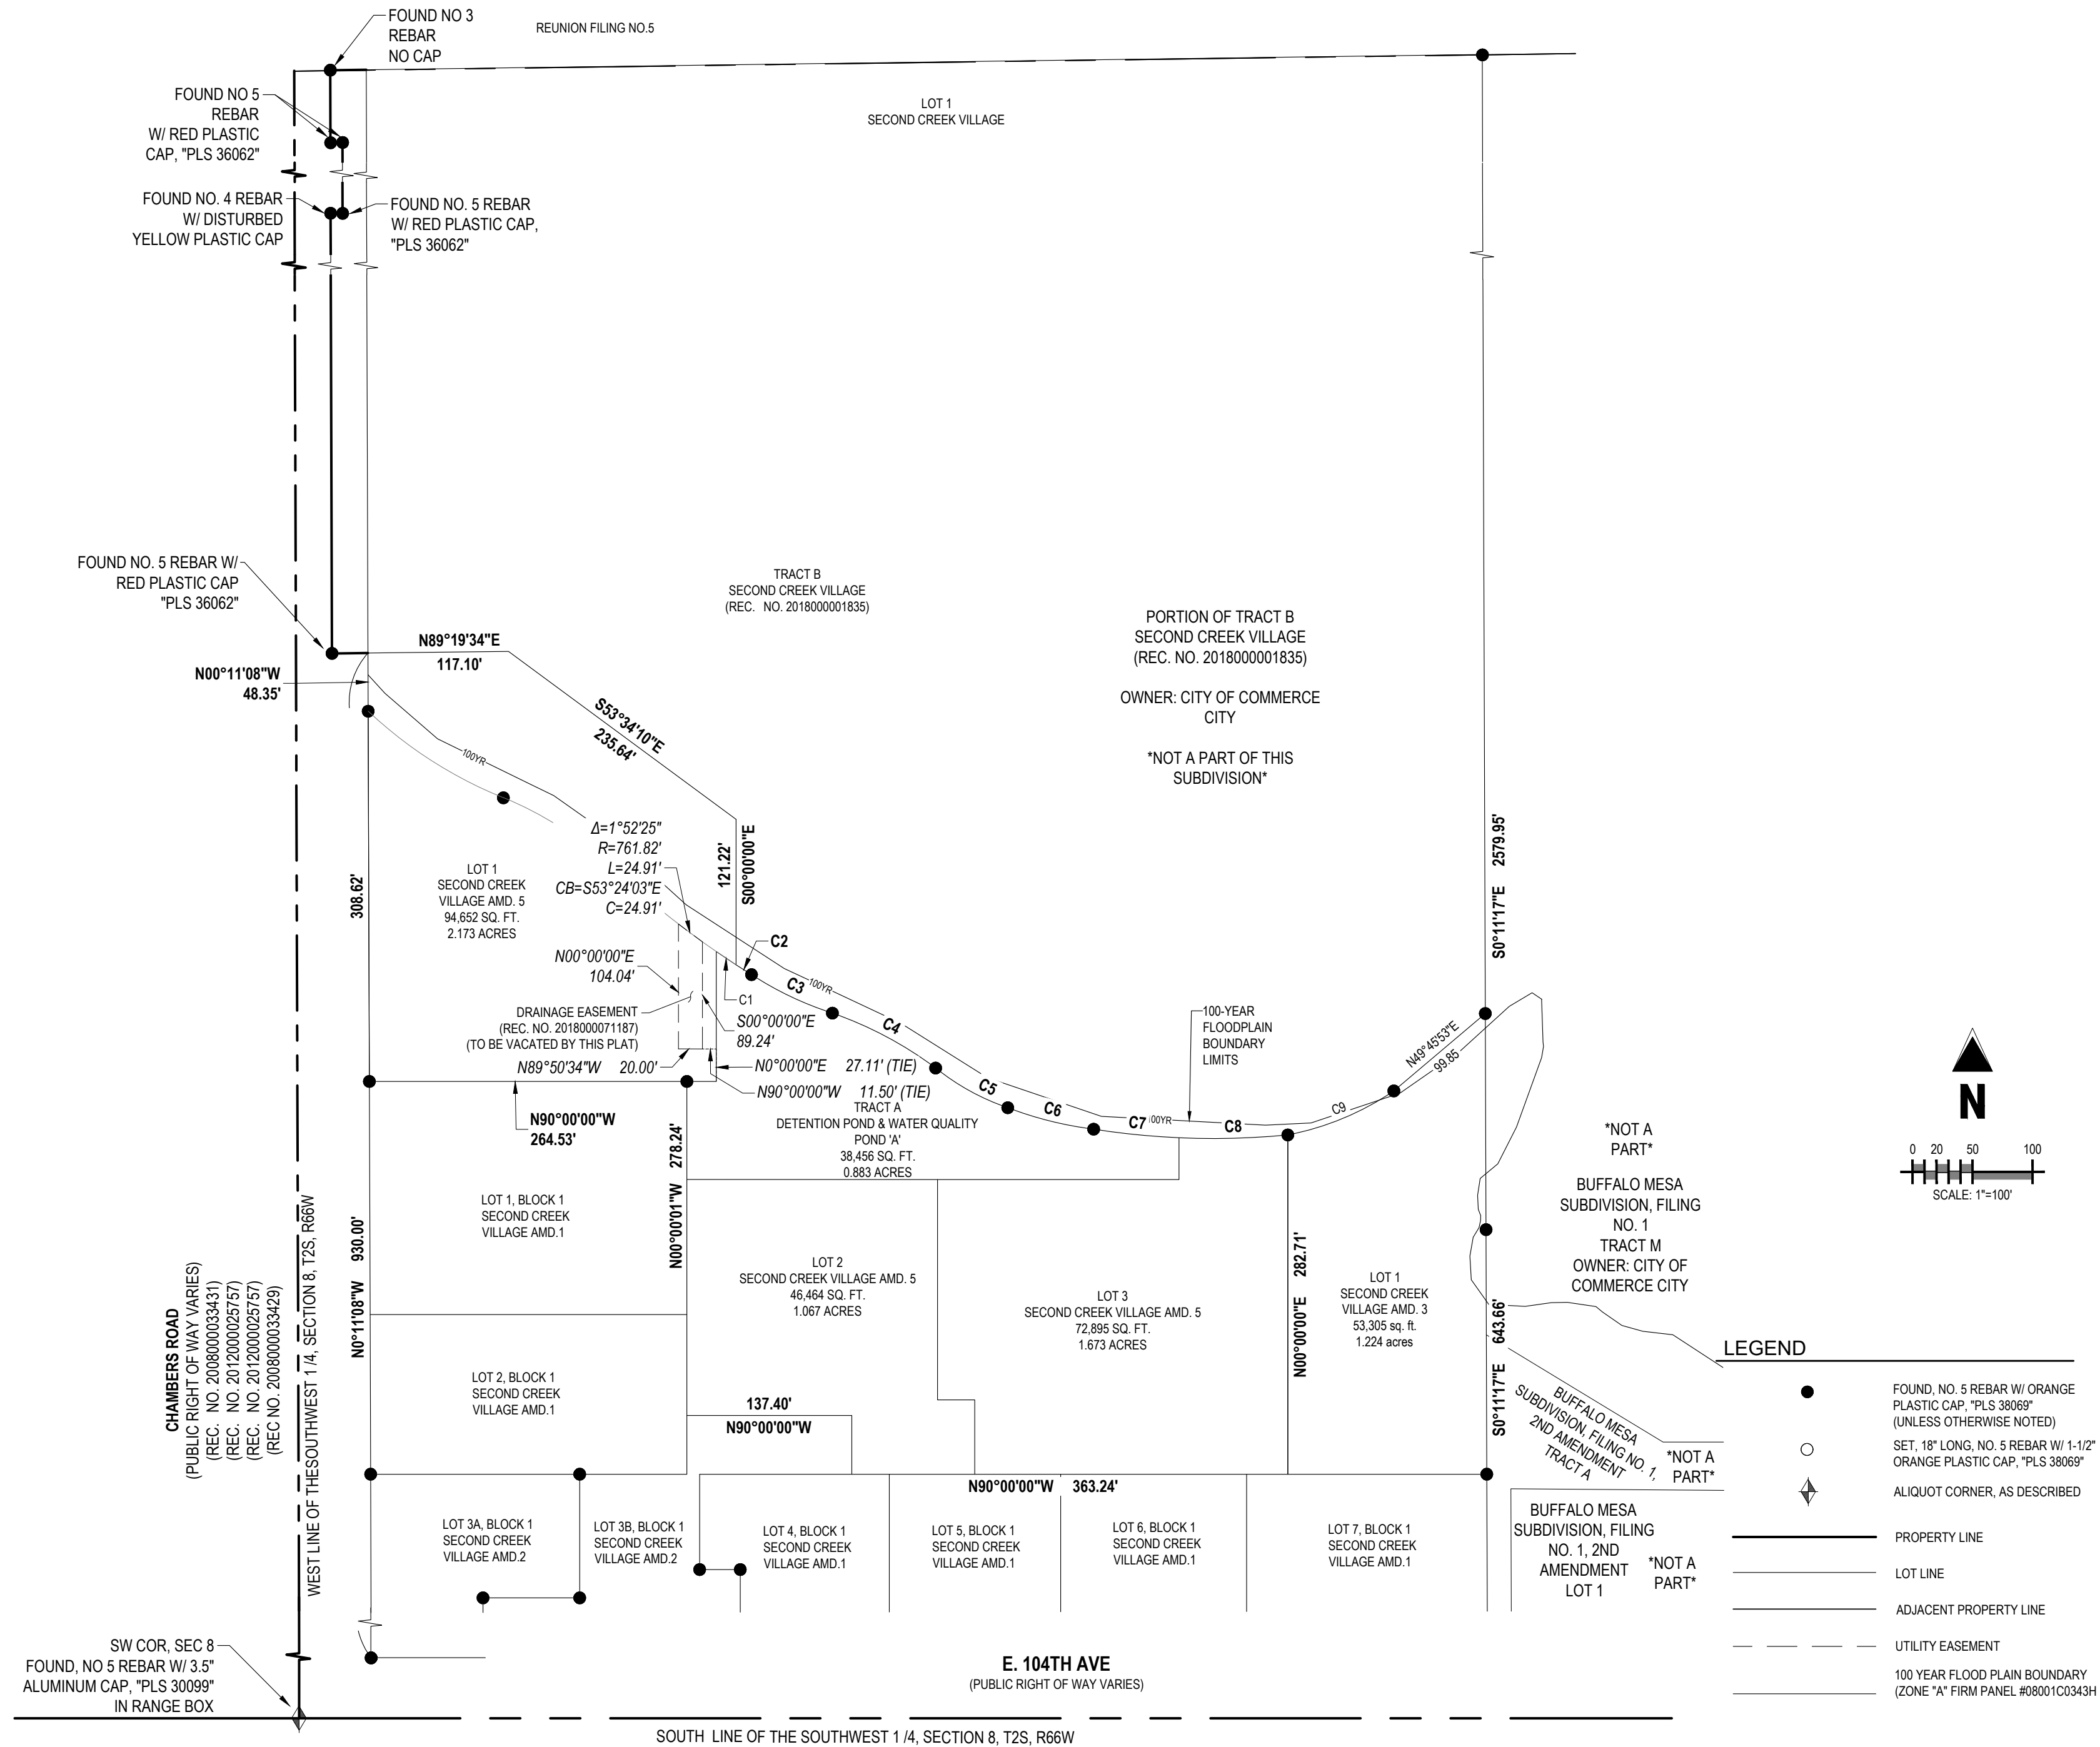 FOUND NO 3
REBAR
NO CAP
REUNION FILING NO.5
FOUND NO 5
REBAR
W/ RED PLASTIC
CAP, "PLS 36062"
LOT 1
SECOND CREEK VILLAGE
FOUND NO. 4 REBAR
W/ DISTURBED
YELLOW PLASTIC CAP
FOUND NO. 5 REBAR
W/ RED PLASTIC CAP,
"PLS 36062"
FOUND NO. 5 REBAR W/
RED PLASTIC CAP
"PLS 36062"
N89°19'34"E
117.10'
N00°11'08"W
48.35'
TRACT B
SECOND CREEK VILLAGE
(REC. NO. 2018000001835)
PORTION OF TRACT B
SECOND CREEK VILLAGE
(REC. NO. 2018000001835)
OWNER: CITY OF COMMERCE
CITY
*NOT A PART OF THIS
SUBDIVISION*
S53°34'10"E
235.64'
100YR
Δ=1°52'25"
R=761.82'
L=24.91'
CB=S53°24'03"E
C=24.91'
121.22'
S00°00'00"E
S0°11'17"E 2579.95'
308.62'
LOT 1
SECOND CREEK
VILLAGE AMD. 5
94,652 SQ. FT.
2.173 ACRES
N00°00'00"E
104.04'
C2
C3
100YR
C4
C1
DRAINAGE EASEMENT
(REC. NO. 2018000071187)
(TO BE VACATED BY THIS PLAT)
S00°00'00"E
89.24'
N89°50'34"W 20.00'
N0°00'00"E 27.11' (TIE)
N90°00'00"W 11.50' (TIE)
100-YEAR
FLOODPLAIN
BOUNDARY
LIMITS
N49°45'53"E
99.85
C5
C6
C7
100YR
C8
C9
N90°00'00"W
264.53'
TRACT A
DETENTION POND & WATER QUALITY
POND 'A'
38,456 SQ. FT.
0.883 ACRES
278.24'
N00°00'01"W
N
0 20 50 100
SCALE: 1"=100'
*NOT A
PART*
BUFFALO MESA
SUBDIVISION, FILING
NO. 1
TRACT M
OWNER: CITY OF
COMMERCE CITY
LOT 1, BLOCK 1
SECOND CREEK
VILLAGE AMD.1
N0°11'08"W 930.00'
LOT 2
SECOND CREEK VILLAGE AMD. 5
46,464 SQ. FT.
1.067 ACRES
LOT 3
SECOND CREEK VILLAGE AMD. 5
72,895 SQ. FT.
1.673 ACRES
N00°00'00"E 282.71'
LOT 1
SECOND CREEK
VILLAGE AMD. 3
53,305 sq. ft.
1.224 acres
S0°11'17"E 643.66'
CHAMBERS ROAD
(PUBLIC RIGHT OF WAY VARIES)
(REC. NO. 2008000033431)
(REC. NO. 2012000025757)
(REC. NO. 2012000025757)
(REC NO. 2008000033429)
WEST LINE OF THESOUTHWEST 1 /4, SECTION 8, T2S, R66W
LOT 2, BLOCK 1
SECOND CREEK
VILLAGE AMD.1
137.40'
N90°00'00"W
N90°00'00"W 363.24'
BUFFALO MESA
SUBDIVISION, FILING NO. 1,
2ND AMENDMENT
TRACT A
*NOT A
PART*
BUFFALO MESA
SUBDIVISION, FILING
NO. 1, 2ND
AMENDMENT
LOT 1
*NOT A
PART*
LOT 3A, BLOCK 1
SECOND CREEK
VILLAGE AMD.2
LOT 3B, BLOCK 1
SECOND CREEK
VILLAGE AMD.2
LOT 4, BLOCK 1
SECOND CREEK
VILLAGE AMD.1
LOT 5, BLOCK 1
SECOND CREEK
VILLAGE AMD.1
LOT 6, BLOCK 1
SECOND CREEK
VILLAGE AMD.1
LOT 7, BLOCK 1
SECOND CREEK
VILLAGE AMD.1
LEGEND
FOUND, NO. 5 REBAR W/ ORANGE
PLASTIC CAP, "PLS 38069"
(UNLESS OTHERWISE NOTED)
SET, 18" LONG, NO. 5 REBAR W/ 1-1/2"
ORANGE PLASTIC CAP, "PLS 38069"
ALIQUOT CORNER, AS DESCRIBED
PROPERTY LINE
LOT LINE
ADJACENT PROPERTY LINE
UTILITY EASEMENT
100 YEAR FLOOD PLAIN BOUNDARY
(ZONE "A" FIRM PANEL #08001C0343H
SW COR, SEC 8
FOUND, NO 5 REBAR W/ 3.5"
ALUMINUM CAP, "PLS 30099"
IN RANGE BOX
E. 104TH AVE
(PUBLIC RIGHT OF WAY VARIES)
SOUTH LINE OF THE SOUTHWEST 1 /4, SECTION 8, T2S, R66W